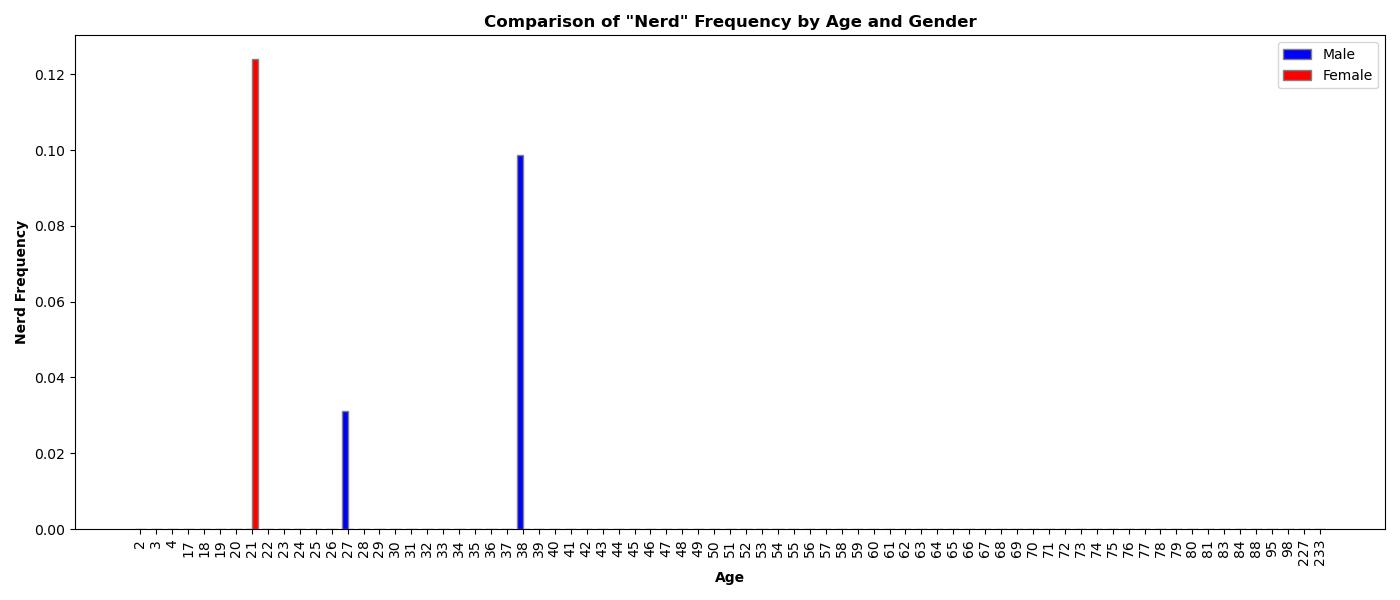 Comparison of "Nerd" Frequency by Age and Gender
Male
Female
Nerd Frequency
0.12
0.10
0.08
0.06
0.04
0.02
0.00
2 3 4 17 18 19 20 21 22 23 24 25 26 27 28 29 30 31 32 33 34 35 36 37 38 39 40 41 42 43 44 45 46 47 48 49 50 51 52 53 54 55 56 57 58 59 60 61 62 63 64 65 66 67 68 69 70 71 72 73 74 75 76 77 78 79 80 81 83 84 88 95 98 227 233
Age